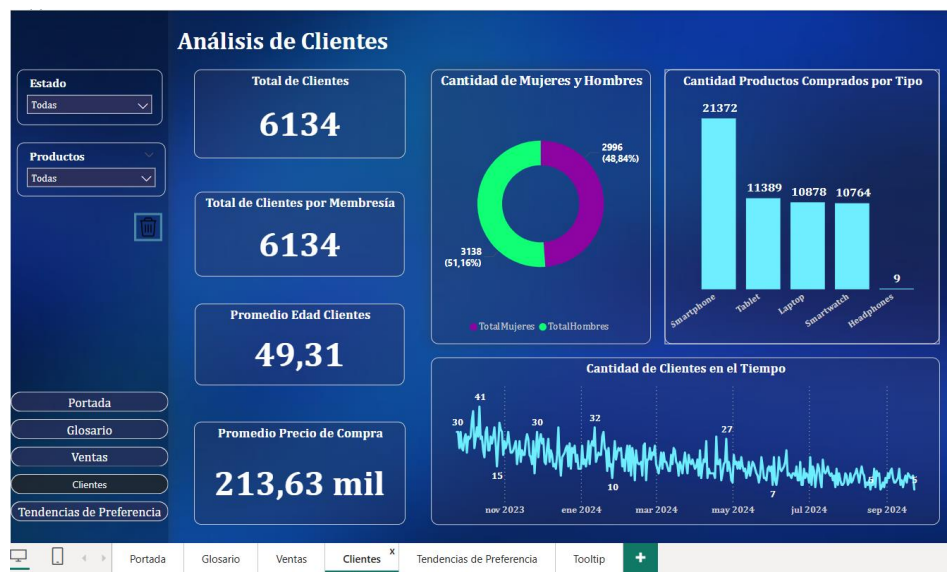 Análisis de Clientes
Estado
Todas
Productos
Todas
Total de Clientes
6134
Total de Clientes por Membresía
6134
Promedio Edad Clientes
49,31
Promedio Precio de Compra
213,63 mil
Cantidad de Mujeres y Hombres
2996
(48,84%)
3138
(51,16%)
TotalMujeres TotalHombres
Cantidad Productos Comprados por Tipo
21372
11389
10878
10764
9
Smartphone
Tablet
Laptop
Smartwatch
Headphones
Cantidad de Clientes en el Tiempo
41
30
30
32
27
15
10
7
5
nov 2023
ene 2024
mar 2024
may 2024
jul 2024
sep 2024
Portada
Glosario
Ventas
Clientes
Tendencias de Preferencia
Portada
Glosario
Ventas
Clientes
x
Tendencias de Preferencia
Tooltip
+